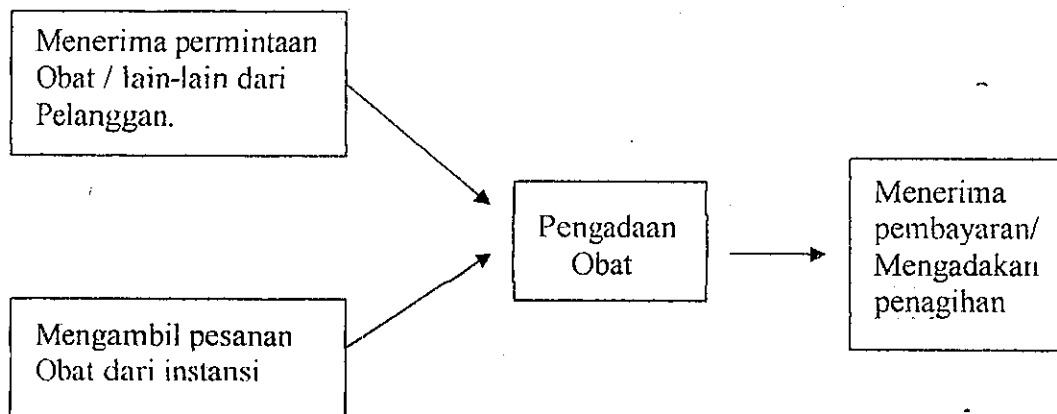 Menerima permintaan
Obat / lain-lain dari
Pelanggan.
Mengambil pesanan
Obat dari instansi
Pengadaan
Obat
Menerima
pembayaran/
Mengadakan
penagihan